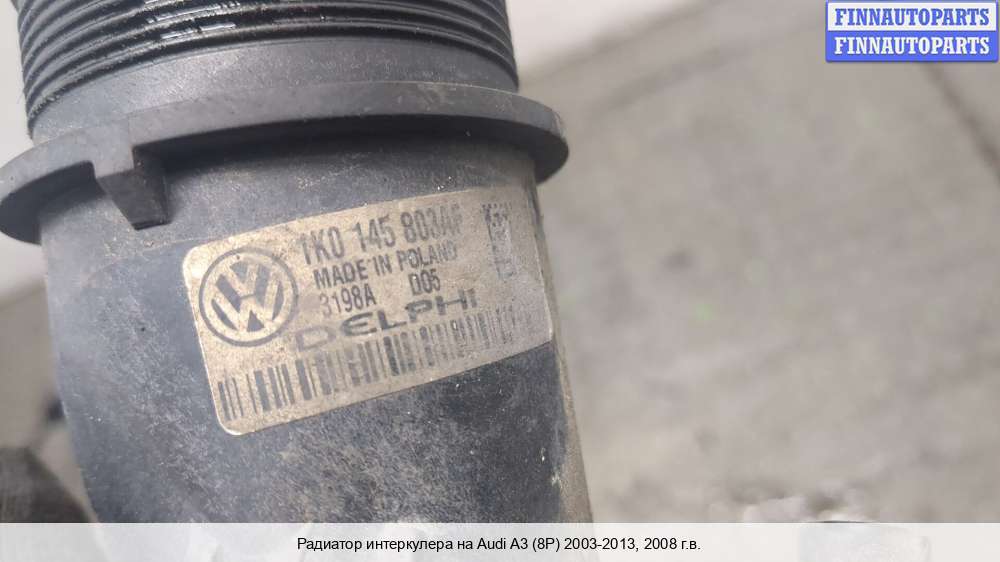 FINNAUTOPARTS
FINNAUTOPARTS
1K0 145 803AF
MADE IN POLAND
3198A D05
DELPHI
Радиатор интеркулера на Audi A3 (8P) 2003-2013, 2008 г.в.